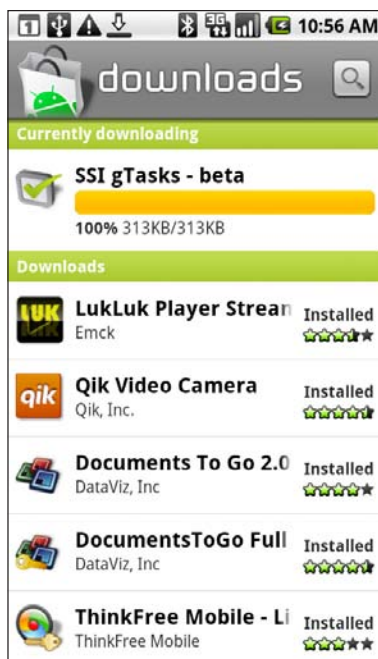 1 3G 10:56 AM
downloads
Currently downloading
SSI gTasks - beta
100% 313KB/313KB
Downloads
LUK LukLuk Player Strean Installed
Emck
qik Qik Video Camera Installed
Qik, Inc.
Documents To Go 2.0 Installed
DataViz, Inc
DocumentsToGo Full Installed
DataViz, Inc
ThinkFree Mobile - Li Installed
ThinkFree Mobile